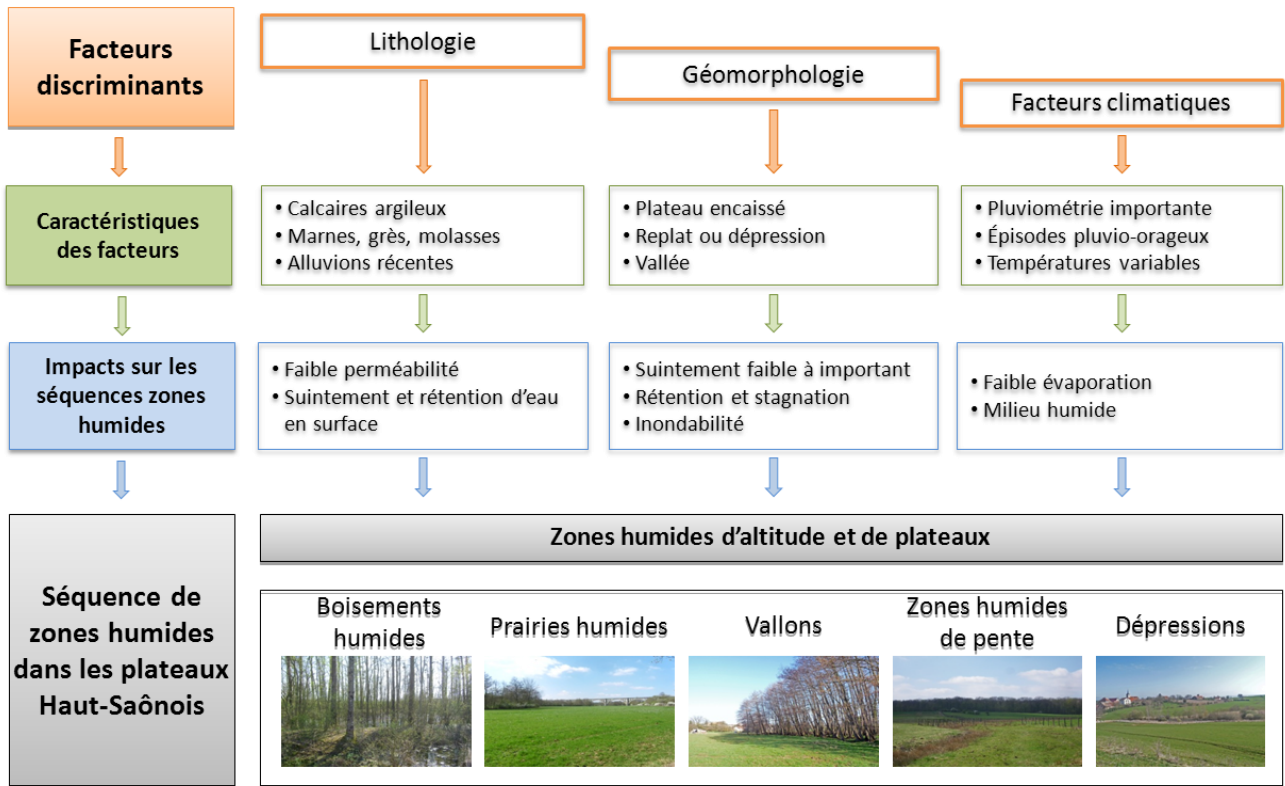 Facteurs
discriminants
Lithologie
Géomorphologie
Facteurs climatiques
Caractéristiques
des facteurs
• Calcaires argileux
• Marnes, grès, molasses
• Alluvions récentes
• Plateau encaissé
• Replat ou dépression
• Vallée
• Pluviométrie importante
• Épisodes pluvio-orageux
• Températures variables
Impacts sur les
séquences zones
humides
• Faible perméabilité
• Suintement et rétention d’eau
en surface
• Suintement faible à important
• Rétention et stagnation
• Inondabilité
• Faible évaporation
• Milieu humide
Séquence de
zones humides
dans les plateaux
Haut-Saônois
Zones humides d’altitude et de plateaux
Boisements
humides
Prairies humides
Vallons
Zones humides
de pente
Dépressions